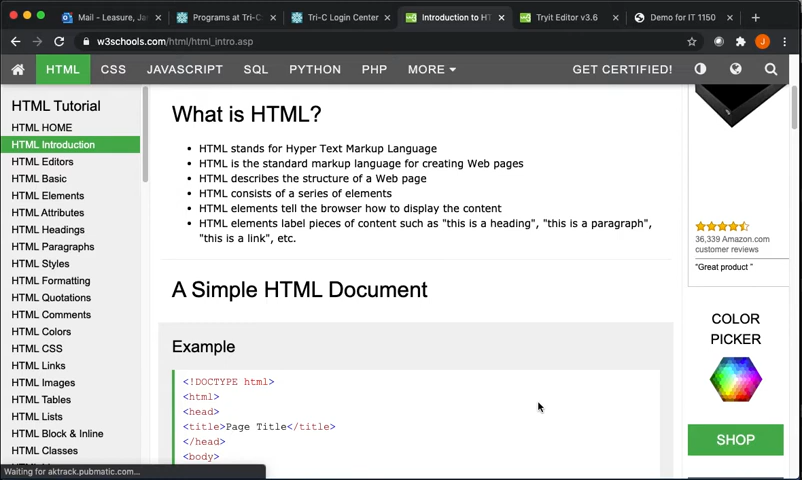 Mail - Leasure, Ja
Programs at Tri-C
Tri-C Login Center
Introduction to HT
Tryit Editor v3.6
Demo for IT 1150
w3schools.com/html/html_intro.asp
HTML CSS JAVASCRIPT SQL PYTHON PHP MORE GET CERTIFIED!
HTML Tutorial
HTML HOME
HTML Introduction
HTML Editors
HTML Basic
HTML Elements
HTML Attributes
HTML Headings
HTML Paragraphs
HTML Styles
HTML Formatting
HTML Quotations
HTML Comments
HTML Colors
HTML CSS
HTML Links
HTML Images
HTML Tables
HTML Lists
HTML Block & Inline
HTML Classes
Waiting for aktrack.pubmatic.com...
What is HTML?
• HTML stands for Hyper Text Markup Language
• HTML is the standard markup language for creating Web pages
• HTML describes the structure of a Web page
• HTML consists of a series of elements
• HTML elements tell the browser how to display the content
• HTML elements label pieces of content such as "this is a heading", "this is a paragraph",
"this is a link", etc.
A Simple HTML Document
Example
<!DOCTYPE html>
<html>
<head>
<title>Page Title</title>
</head>
<body>
36,339 Amazon.com
customer reviews
"Great product "
COLOR
PICKER
SHOP